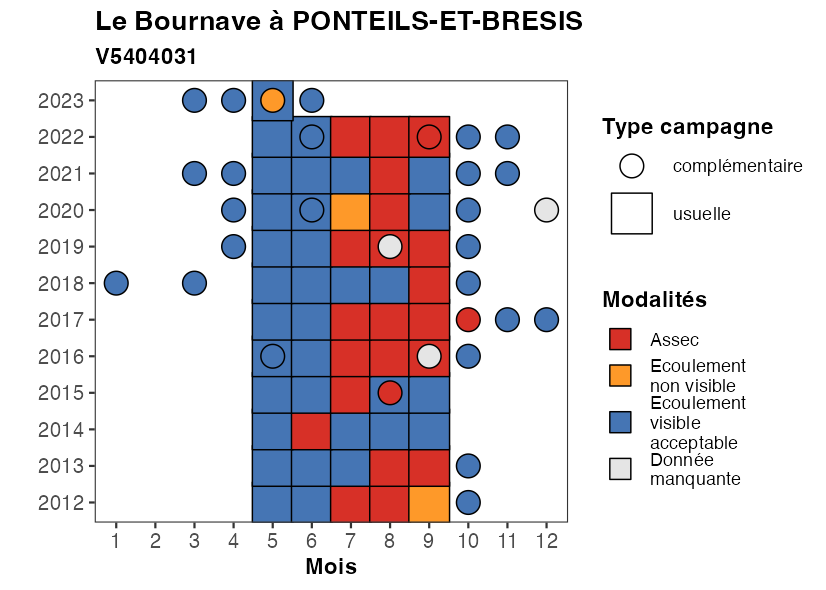 Le Bournave à PONTEILS-ET-BRESIS
V5404031
2023
2022
2021
2020
2019
2018
2017
2016
2015
2014
2013
2012
1 2 3 4 5 6 7 8 9 10 11 12
Mois
Type campagne
complémentaire
usuelle
Modalités
Assec
Ecoulement
non visible
Ecoulement
visible
acceptable
Donnée
manquante